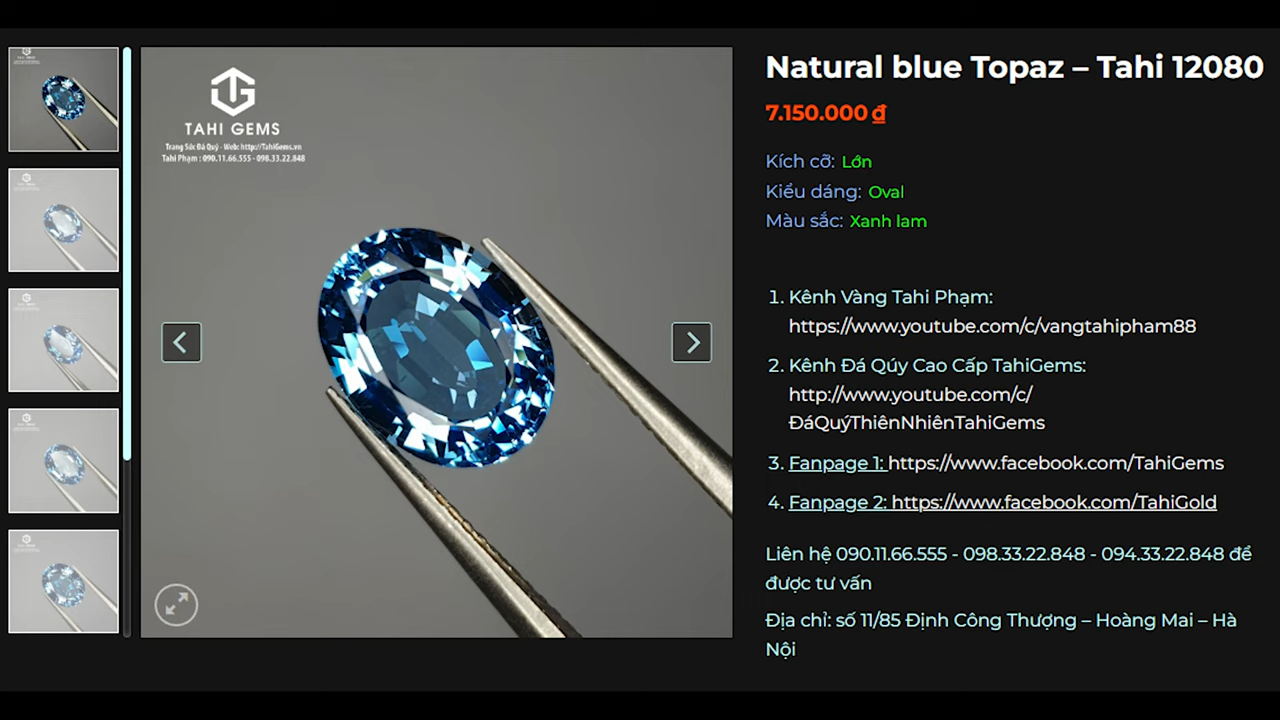 TAHI GEMS
Trang Sức Đá Quý - Web: http://TahiGems.vn
Tahi Phạm : 090.11.66.555 - 098.33.22.848
Natural blue Topaz – Tahi 12080
7.150.000 ₫
Kích cỡ: Lớn
Kiểu dáng: Oval
Màu sắc: Xanh lam
1. Kênh Vàng Tahi Phạm:
https://www.youtube.com/c/vangtahipham88
2. Kênh Đá Qúy Cao Cấp TahiGems:
http://www.youtube.com/c/
ĐáQuýThiênNhiênTahiGems
3. Fanpage 1: https://www.facebook.com/TahiGems
4. Fanpage 2: https://www.facebook.com/TahiGold
Liên hệ 090.11.66.555 - 098.33.22.848 - 094.33.22.848 để
được tư vấn
Địa chỉ: số 11/85 Định Công Thượng – Hoàng Mai – Hà
Nội